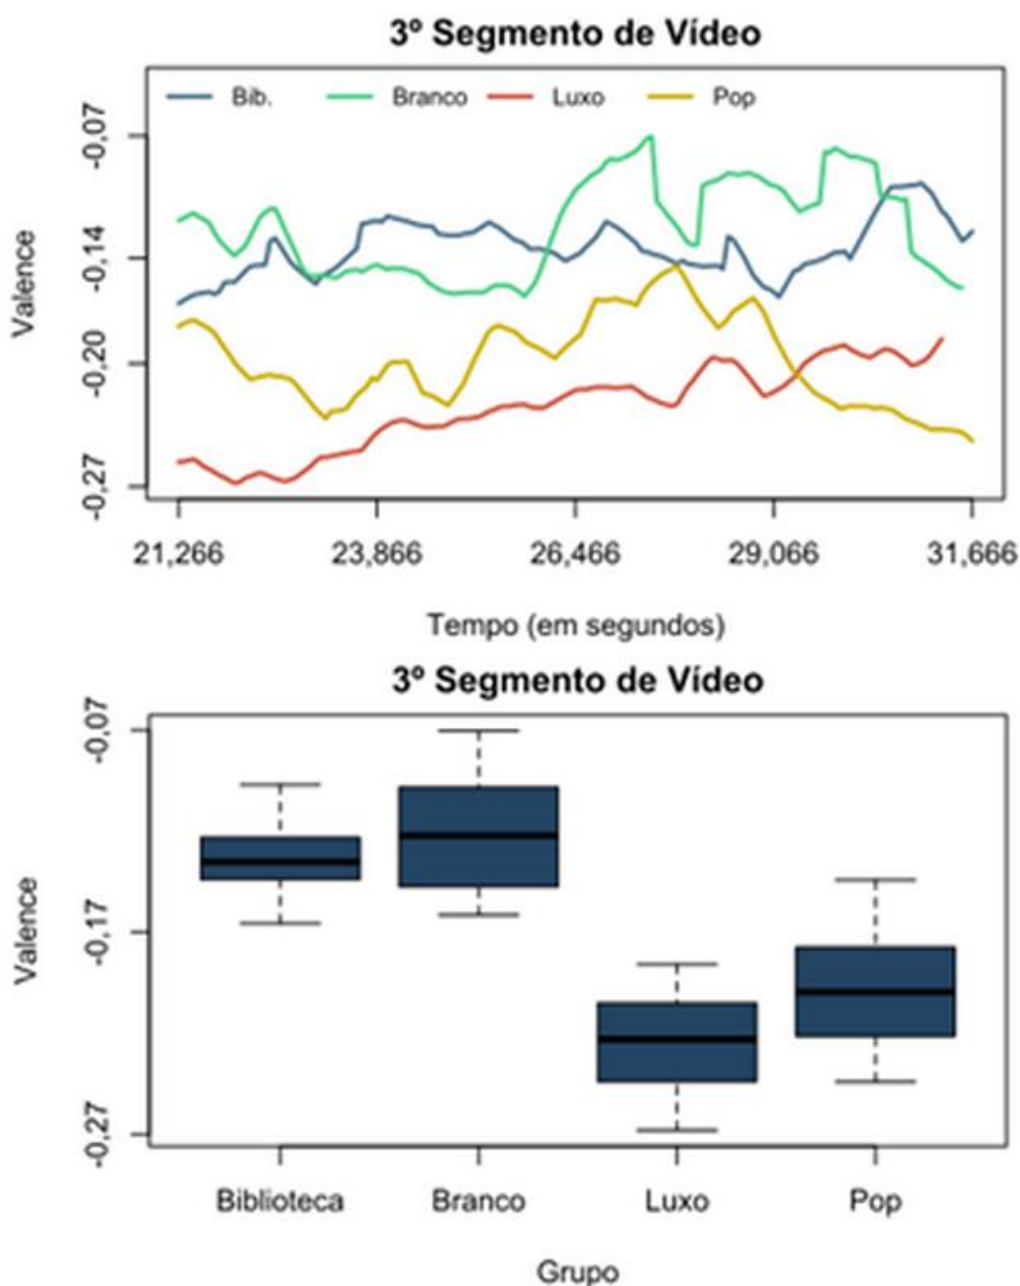 3º Segmento de Vídeo
Bib. Branco Luxo Pop
Valence
-0,07
-0,14
-0,20
-0,27
21,266 23,866 26,466 29,066 31,666
Tempo (em segundos)
3º Segmento de Vídeo
Valence
-0,07
-0,17
-0,27
Biblioteca Branco Luxo Pop
Grupo